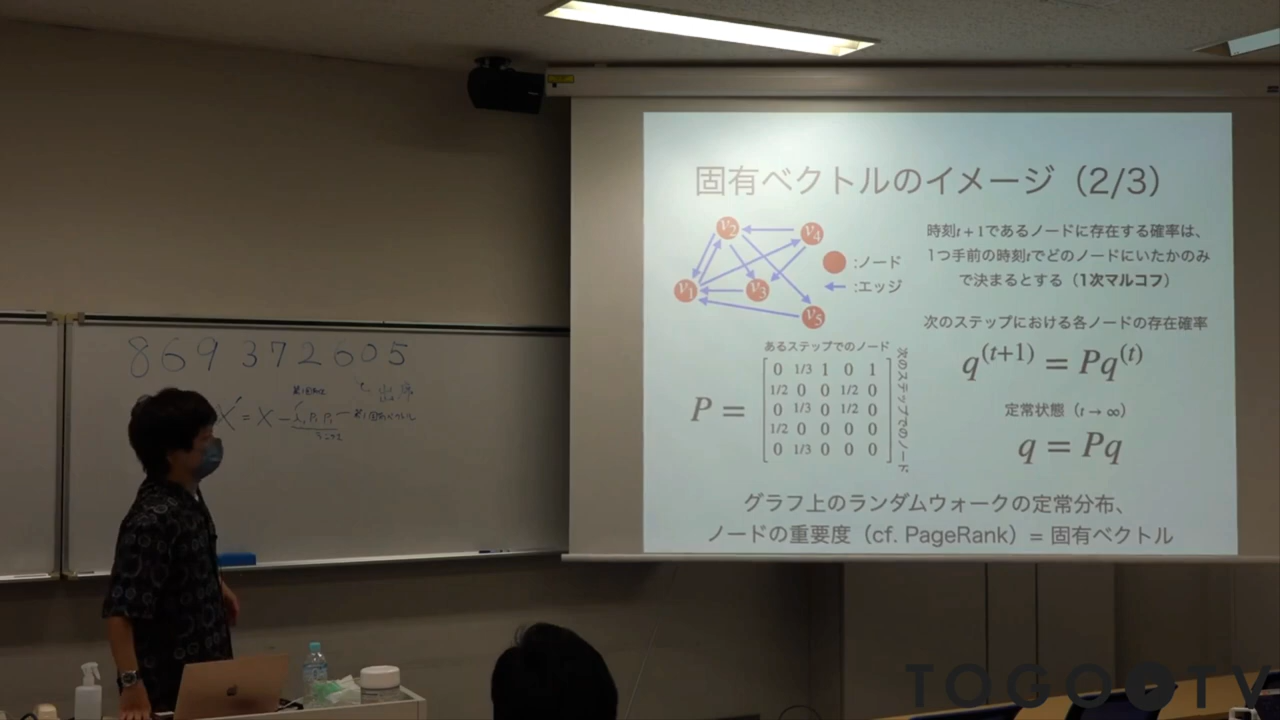 869 372 605
出席
X' = X -
固有ベクトルのイメージ（2/3）
v2
v4
v1
v3
v5
:ノード
:エッジ
時刻t + 1であるノードに存在する確率は、
1つ手前の時刻tでどのノードにいたかのみ
で決まるとする（1次マルコフ）
次のステップにおける各ノードの存在確率
q^(t+1) = Pq^(t)
定常状態（t → ∞）
q = Pq
あるステップでのノード
P =
0 1/3 1 0 1
1/2 0 0 1/2 0
0 1/3 0 1/2 0
1/2 0 0 0 0
0 1/3 0 0 0
次のステップでのノード
グラフ上のランダムウォークの定常分布、
ノードの重要度（cf. PageRank）= 固有ベクトル
TOGO TV